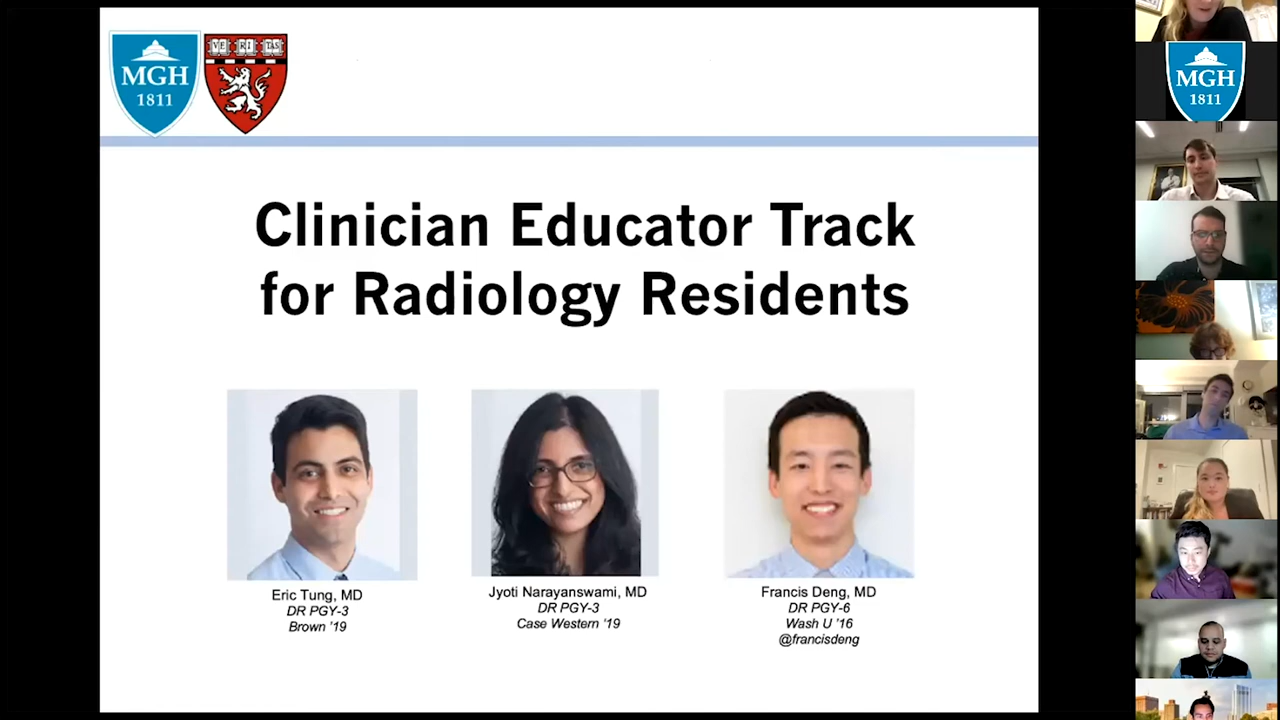 MGH
1811
VE RI TAS
Clinician Educator Track
for Radiology Residents
Eric Tung, MD
DR PGY-3
Brown '19
Jyoti Narayanswami, MD
DR PGY-3
Case Western '19
Francis Deng, MD
DR PGY-6
Wash U '16
@francisdeng
MGH
1811